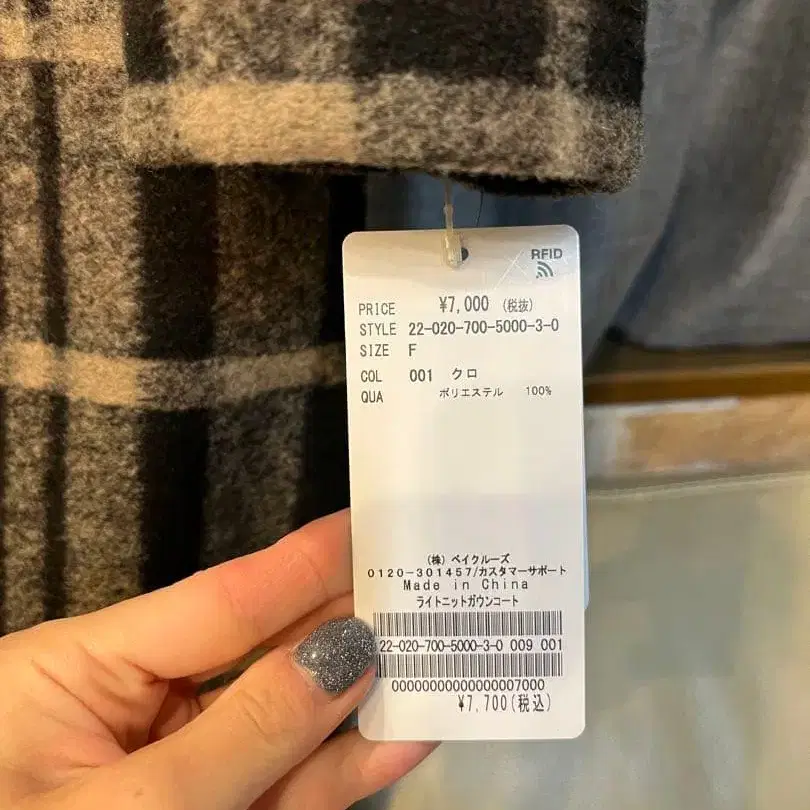 RFID
PRICE ¥7,000 (税抜)
STYLE 22-020-700-5000-3-0
SIZE F
COL 001 クロ
QUA ポリエステル 100%
(株) ベイクルーズ
0120-301457/カスタマーサポート
Made in China
ライトニットガウンコート
22-020-700-5000-3-0 009 001
00000000000000007000
¥7,700(税込)